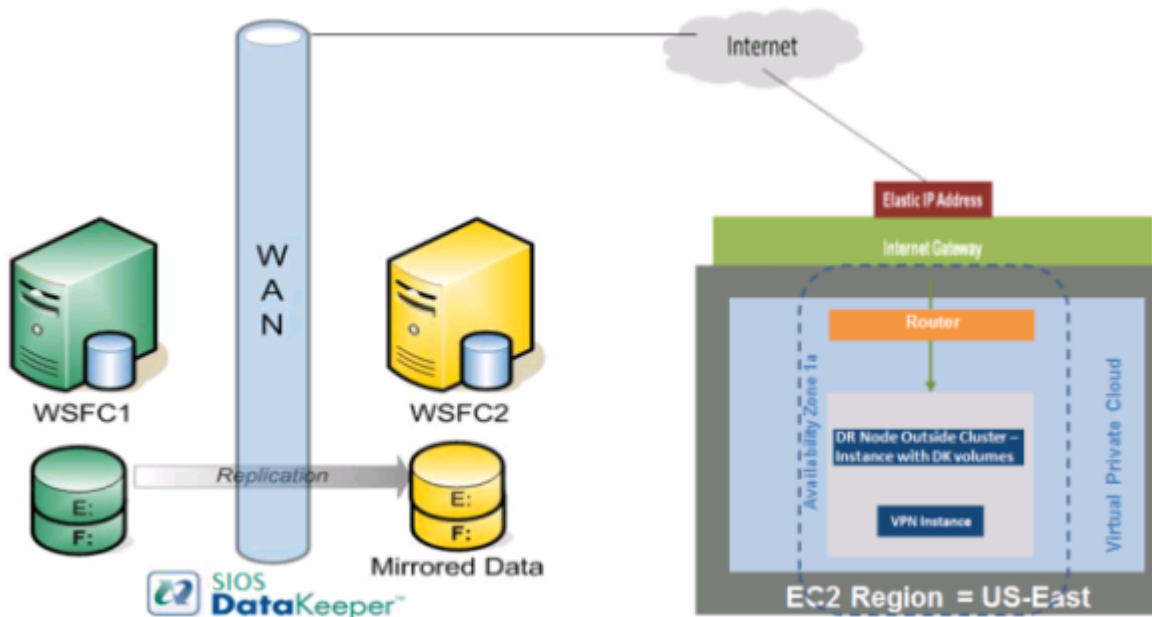 Internet
Elastic IP Address
Internet Gateway
WAN
Router
WSFC1
WSFC2
Availability Zone 1a
Virtual Private Cloud
DR Node Outside Cluster –
Instance with DK volumes
Replication
E:
F:
E:
F:
VPN Instance
Mirrored Data
SIOS
DataKeeper™
EC2 Region = US-East